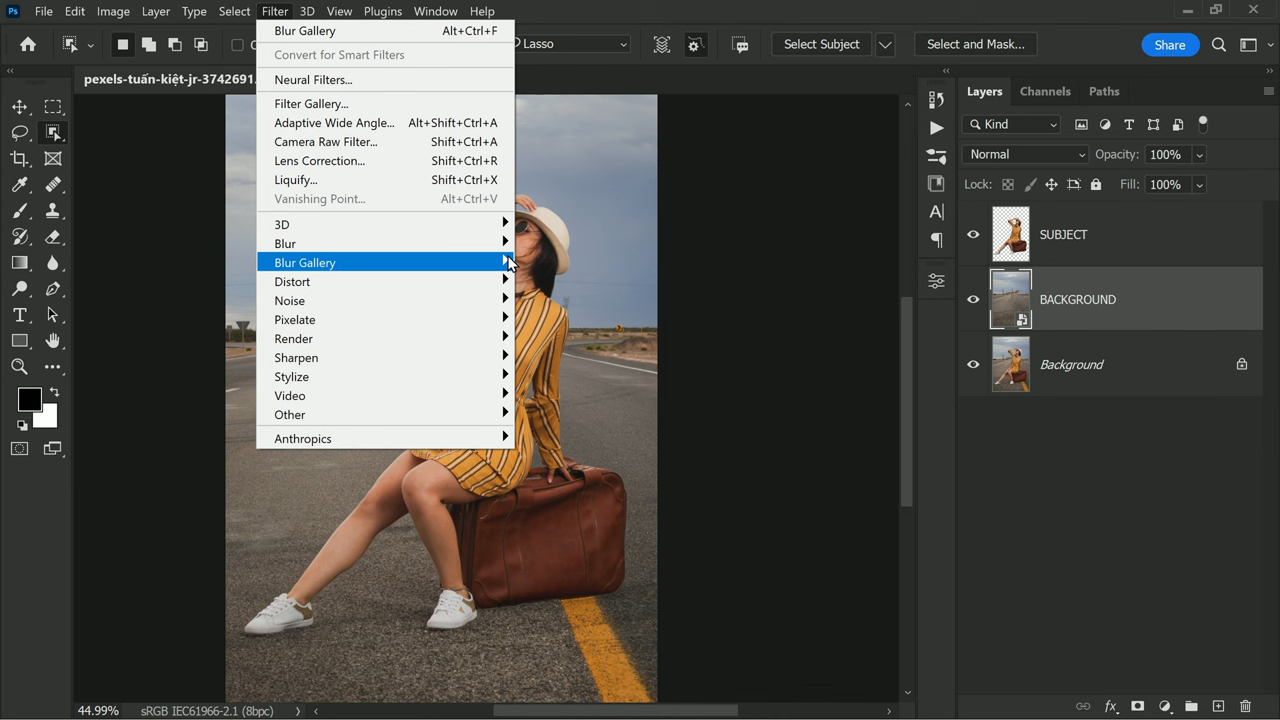 Ps File Edit Image Layer Type Select Filter 3D View Plugins Window Help
Lasso Select Subject Select and Mask... Share
pexels-tuấn-kiệt-jr-3742691.
Blur Gallery Alt+Ctrl+F
Convert for Smart Filters
Neural Filters...
Filter Gallery...
Adaptive Wide Angle... Alt+Shift+Ctrl+A
Camera Raw Filter... Shift+Ctrl+A
Lens Correction... Shift+Ctrl+R
Liquify... Shift+Ctrl+X
Vanishing Point... Alt+Ctrl+V
3D
Blur
Blur Gallery
Distort
Noise
Pixelate
Render
Sharpen
Stylize
Video
Other
Anthropics
Layers Channels Paths
Kind
Normal Opacity: 100%
Lock: Fill: 100%
SUBJECT
BACKGROUND
Background
44.99% sRGB IEC61966-2.1 (8bpc)